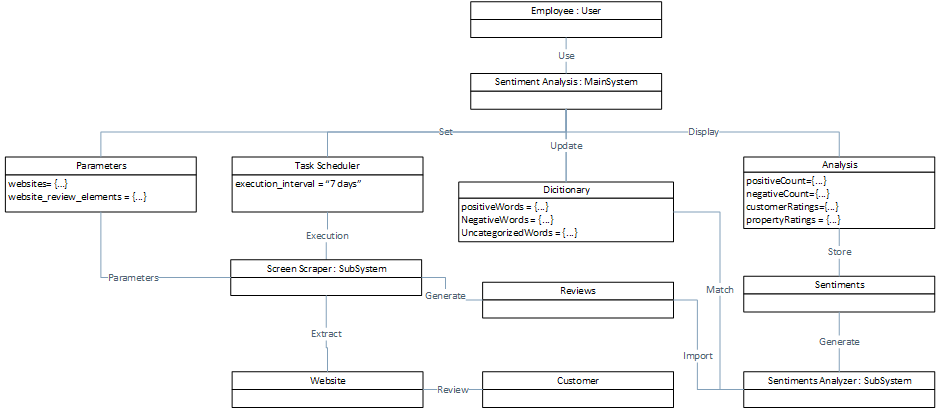 Employee : User
Use
Sentiment Analysis : MainSystem
Set
Display
Update
Parameters
websites= {...}
website_review_elements = {...}
Task Scheduler
execution_interval = “7 days”
Dicitionary
positiveWords = {...}
NegativeWords = {...}
UncategorizedWords = {...}
Analysis
positiveCount={...}
negativeCount={...}
customerRatings={...}
propertyRatings = {...}
Execution
Store
Screen Scraper : SubSystem
Parameters
Generate
Reviews
Match
Sentiments
Extract
Generate
Import
Website
Review
Customer
Sentiments Analyzer : SubSystem